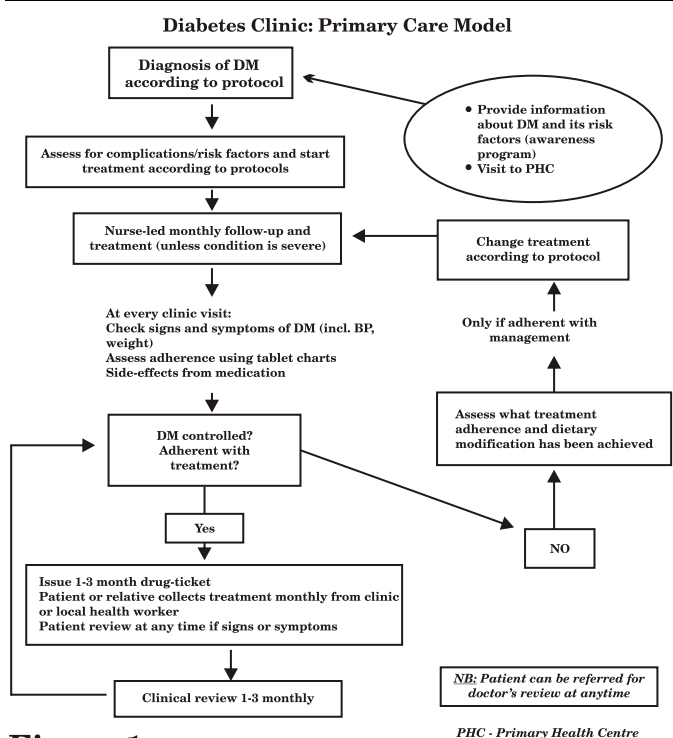 Diabetes Clinic: Primary Care Model
Diagnosis of DM
according to protocol
• Provide information
about DM and its risk
factors (awareness
program)
• Visit to PHC
Assess for complications/risk factors and start
treatment according to protocols
Nurse-led monthly follow-up and
treatment (unless condition is severe)
Change treatment
according to protocol
At every clinic visit:
Check signs and symptoms of DM (incl. BP,
weight)
Assess adherence using tablet charts
Side-effects from medication
Only if adherent with
management
DM controlled?
Adherent with
treatment?
Assess what treatment
adherence and dietary
modification has been achieved
Yes
NO
Issue 1-3 month drug-ticket
Patient or relative collects treatment monthly from clinic
or local health worker
Patient review at any time if signs or symptoms
Clinical review 1-3 monthly
NB: Patient can be referred for
doctor's review at anytime
PHC - Primary Health Centre